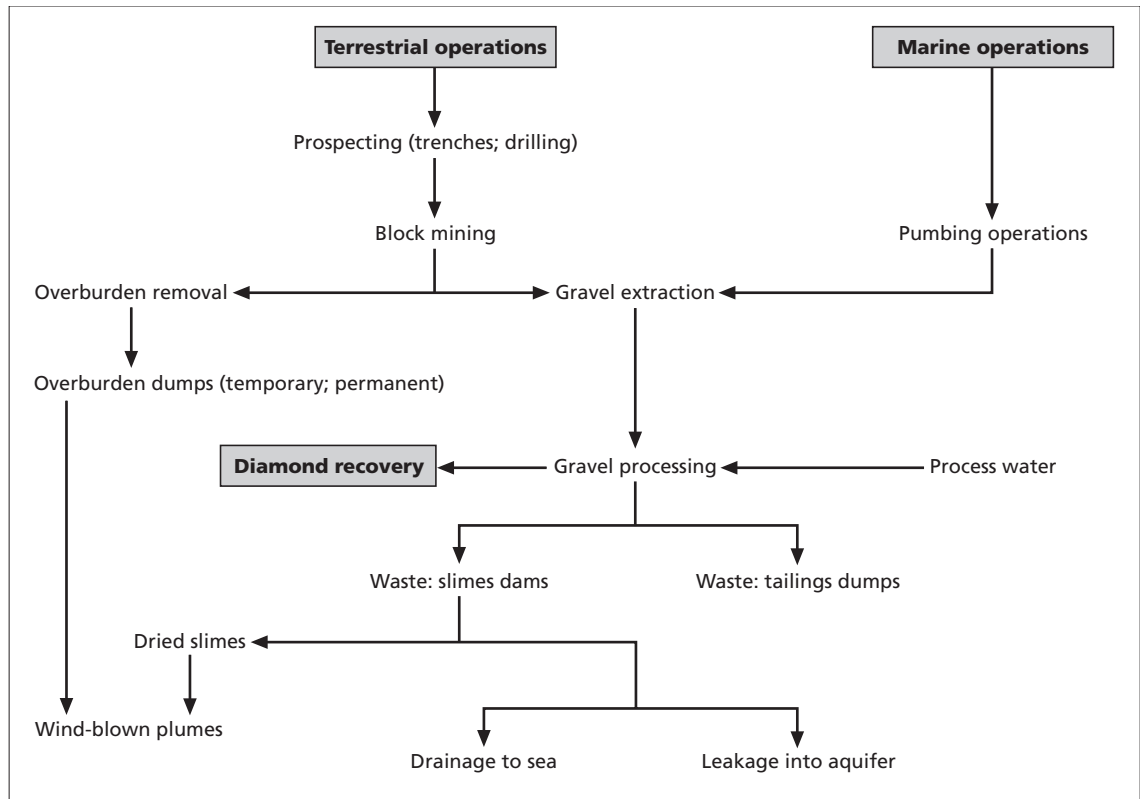 Terrestrial operations
Marine operations
Prospecting (trenches; drilling)
Block mining
Pumbing operations
Overburden removal
Gravel extraction
Overburden dumps (temporary; permanent)
Diamond recovery
Gravel processing
Process water
Waste: slimes dams
Waste: tailings dumps
Dried slimes
Wind-blown plumes
Drainage to sea
Leakage into aquifer